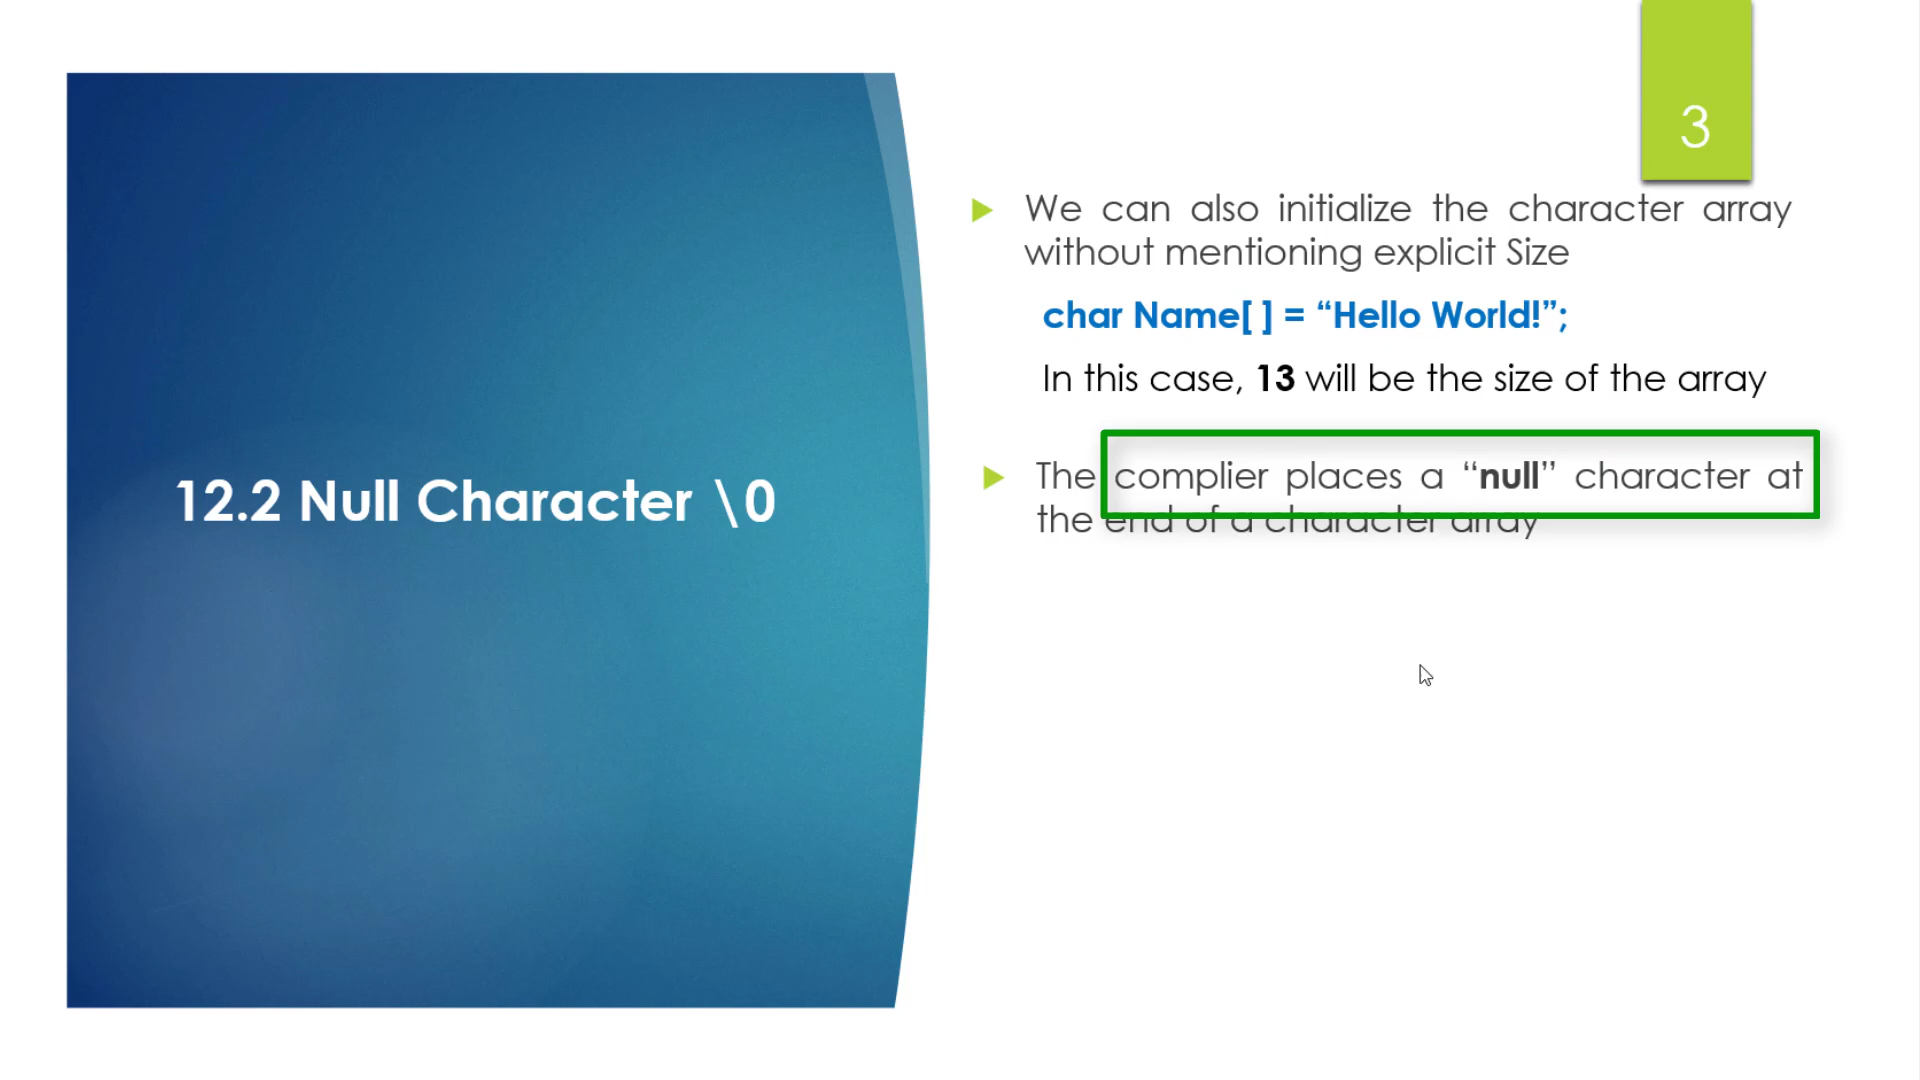 3
12.2 Null Character \0
We can also initialize the character array
without mentioning explicit Size
char Name[ ] = “Hello World!”;
In this case, 13 will be the size of the array
The complier places a “null” character at
the end of a character array